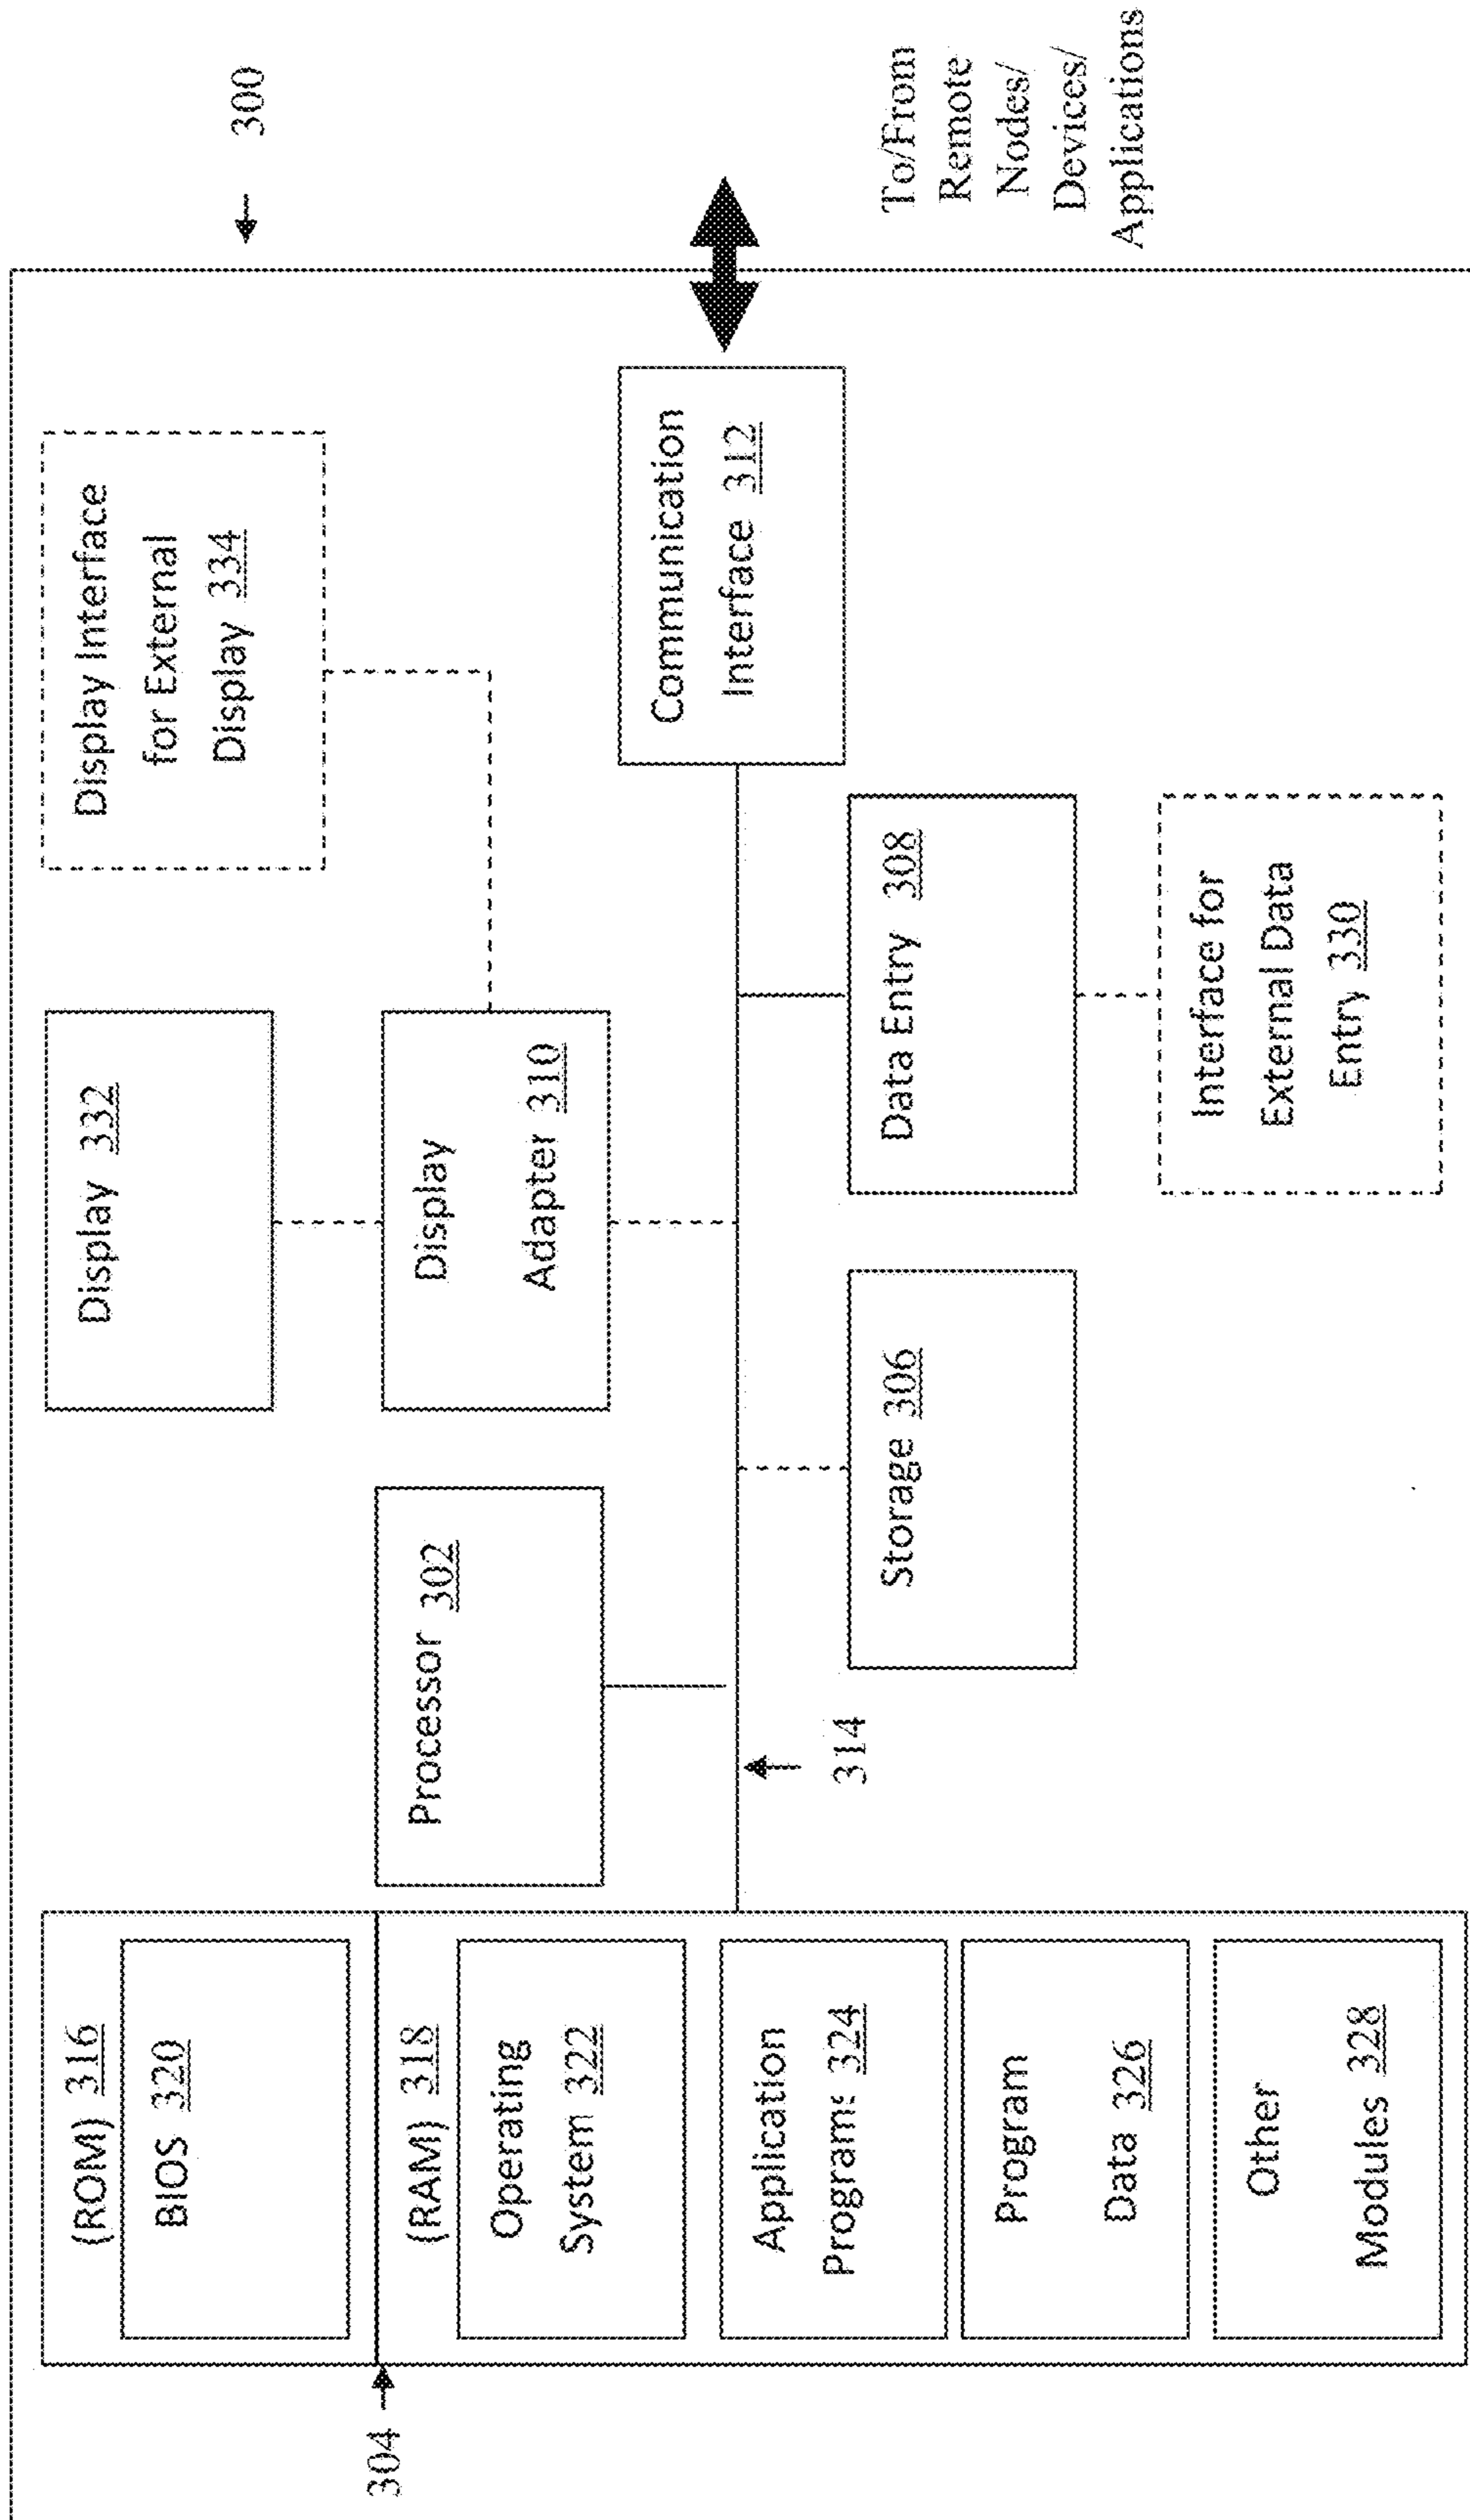 300
(ROM) 316
BIOS 320
304
(RAM) 318
Operating
System 322
Application
Programs 324
Program
Data 326
Other
Modules 328
Processor 302
314
Display 332
Display
Adapter 310
Storage 306
Display Interface
for External
Display 334
Communication
Interface 312
Data Entry 308
Interface for
External Data
Entry 330
To/From
Remote
Nodes/
Devices/
Applications